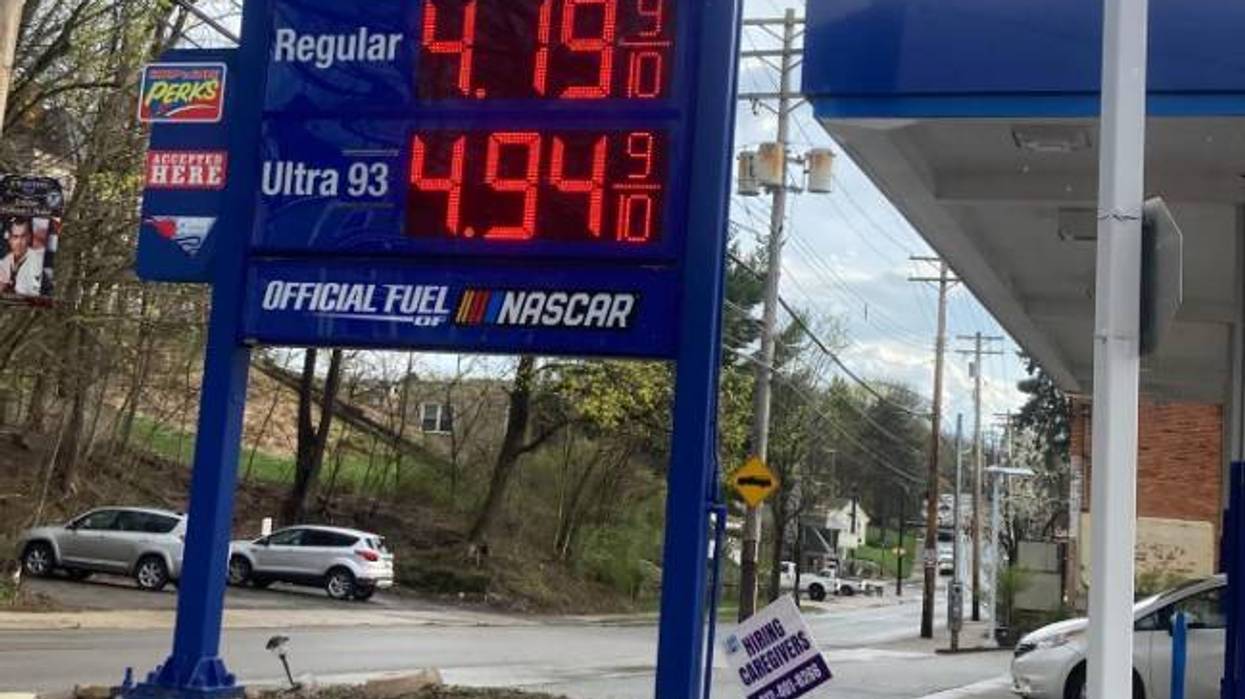 Regular 4.19 9/10
PERKS
ACCEPTED
HERE
Ultra 93 4.94 9/10
OFFICIAL FUEL
OF
NASCAR
HIRING
CAREGIVERS